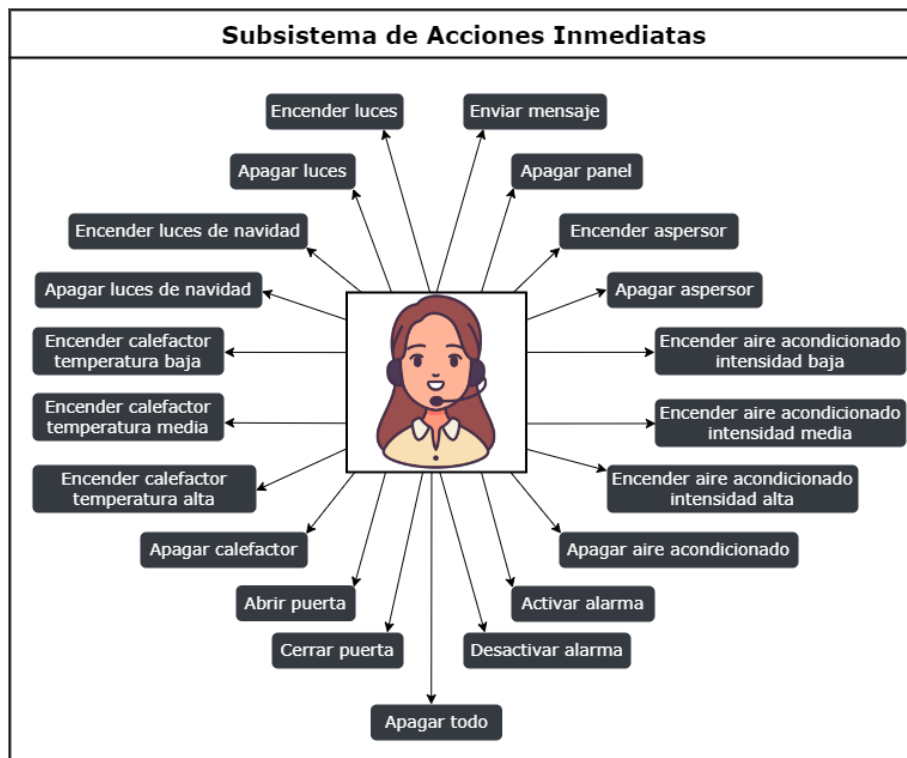 Subsistema de Acciones Inmediatas
Encender luces
Enviar mensaje
Apagar luces
Apagar panel
Encender luces de navidad
Encender aspersor
Apagar luces de navidad
Apagar aspersor
Encender calefactor
temperatura baja
Encender aire acondicionado
intensidad baja
Encender calefactor
temperatura media
Encender aire acondicionado
intensidad media
Encender calefactor
temperatura alta
Encender aire acondicionado
intensidad alta
Apagar calefactor
Apagar aire acondicionado
Abrir puerta
Activar alarma
Cerrar puerta
Desactivar alarma
Apagar todo